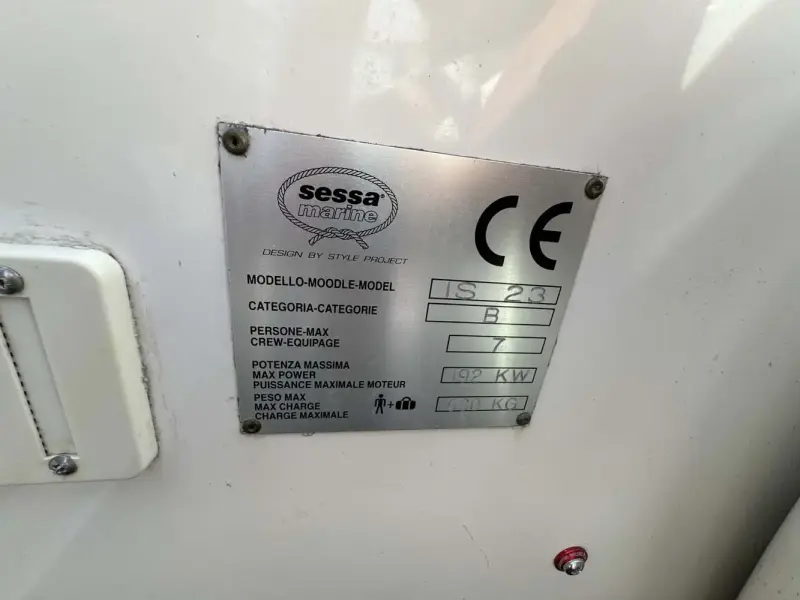 sessa
marine
DESIGN BY STYLE PROJECT
CE
MODELLO-MOODLE-MODEL IS 23
CATEGORIA-CATEGORIE B
PERSONE-MAX
CREW-EQUIPAGE 7
POTENZA MASSIMA
MAX POWER 192 KW
PUISSANCE MAXIMALE MOTEUR
PESO MAX
MAX CHARGE + KG
CHARGE MAXIMALE